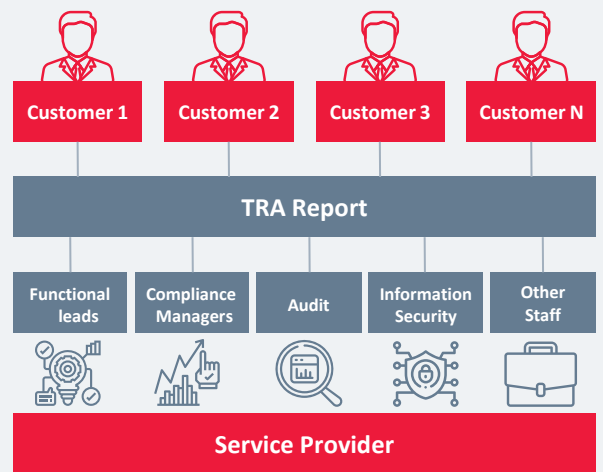 Customer 1
Customer 2
Customer 3
Customer N
TRA Report
Functional
leads
Compliance
Managers
Audit
Information
Security
Other
Staff
Service Provider